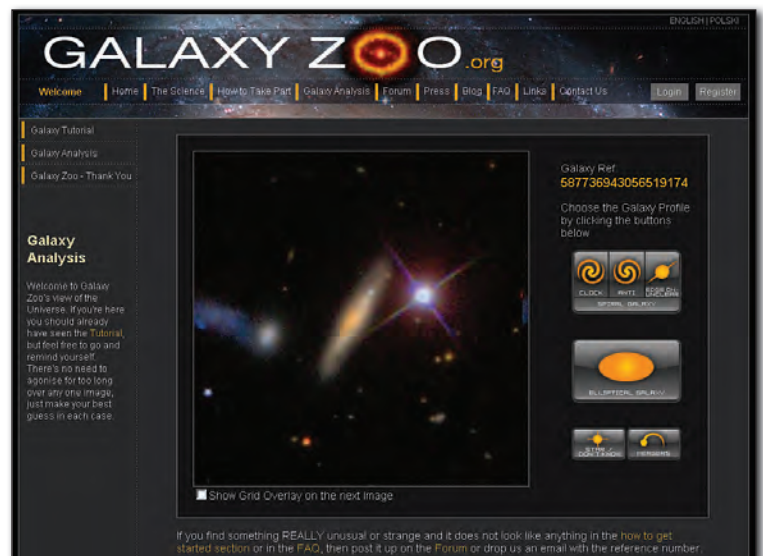 ENGLISH | POLSKI
GALAXY ZOO.org
Welcome Home The Science How to Take Part Galaxy Analysis Forum Press Blog FAQ Links Contact Us Login Register
Galaxy Tutorial
Galaxy Analysis
Galaxy Zoo - Thank You
Galaxy
Analysis
Welcome to Galaxy
Zoo's view of the
Universe. If you're here
you should already
have seen the Tutorial,
but feel free to go and
remind yourself.
There's no need to
agonise for too long
over any one image,
just make your best
guess in each case.
Show Grid Overlay on the next image
Galaxy Ref:
587736943056519174
Choose the Galaxy Profile
by clicking the buttons
below
CLOCK ANTI EDGE ON/
UNCLEAR
SPIRAL GALAXY
ELLIPTICAL GALAXY
STAR /
DON'T KNOW
MERGERS
If you find something REALLY unusual or strange and it does not look like anything in the how to get
started section or in the FAQ, then post it up on the Forum or drop us an email with the reference number